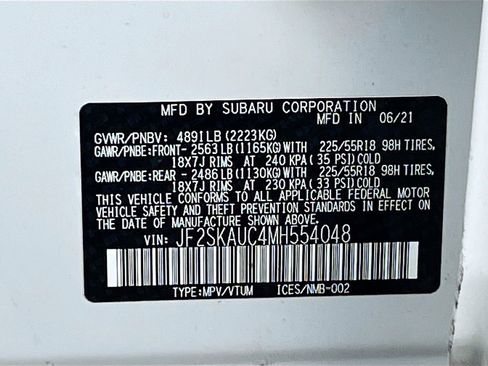 MFD BY SUBARU CORPORATION
MFD IN 06/21
GVWR/PNBV: 4891LB(2223KG)
GAWR/PNBE:FRONT-2563LB(1165KG)WITH 225/55R18 98H TIRES,
18X7J RIMS AT 240 KPA(35 PSI)COLD
GAWR/PNBE:REAR -2486LB(1130KG)WITH 225/55R18 98H TIRES,
18X7J RIMS AT 230 KPA(33 PSI)COLD
THIS VEHICLE CONFORMS TO ALL APPLICABLE FEDERAL MOTOR
VEHICLE SAFETY AND THEFT PREVENTION STANDARDS IN EFFECT ON
THE DATE OF MANUFACTURE SHOWN ABOVE.
VIN: JF2SKAUC4MH554048
TYPE:MPV/VTUM ICES/NMB-002